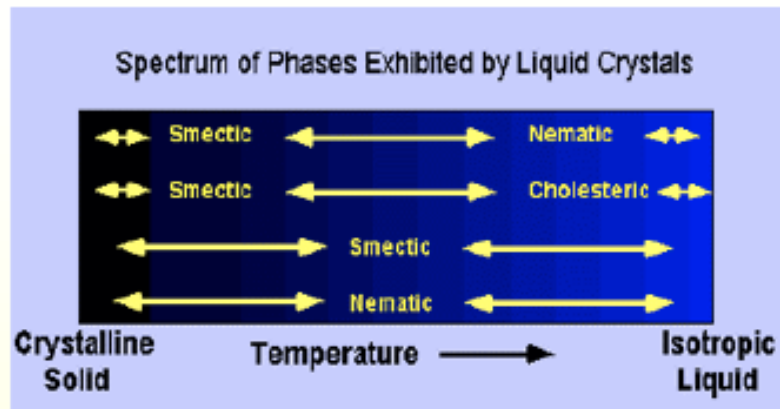 Spectrum of Phases Exhibited by Liquid Crystals
Smectic Nematic
Smectic Cholesteric
Smectic
Nematic
Crystalline Solid
Temperature
Isotropic Liquid